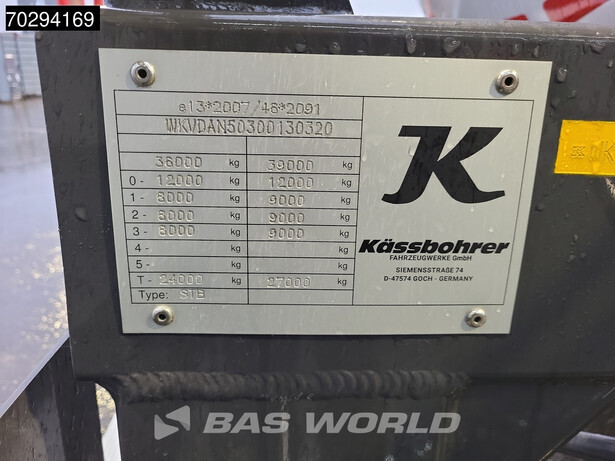 70294169
e13*2007/46*2091
WKVDAN50300130320
36000 kg 39000 kg
0- 12000 kg 12000 kg
1- 8000 kg 9000 kg
2- 8000 kg 9000 kg
3- 8000 kg 9000 kg
4- kg kg
5- kg kg
T- 24000 kg 27000 kg
Type: STB
K
Kässbohrer
FAHRZEUGWERKE GmbH
SIEMENSSTRAßE 74
D-47574 GOCH - GERMANY
BAS WORLD